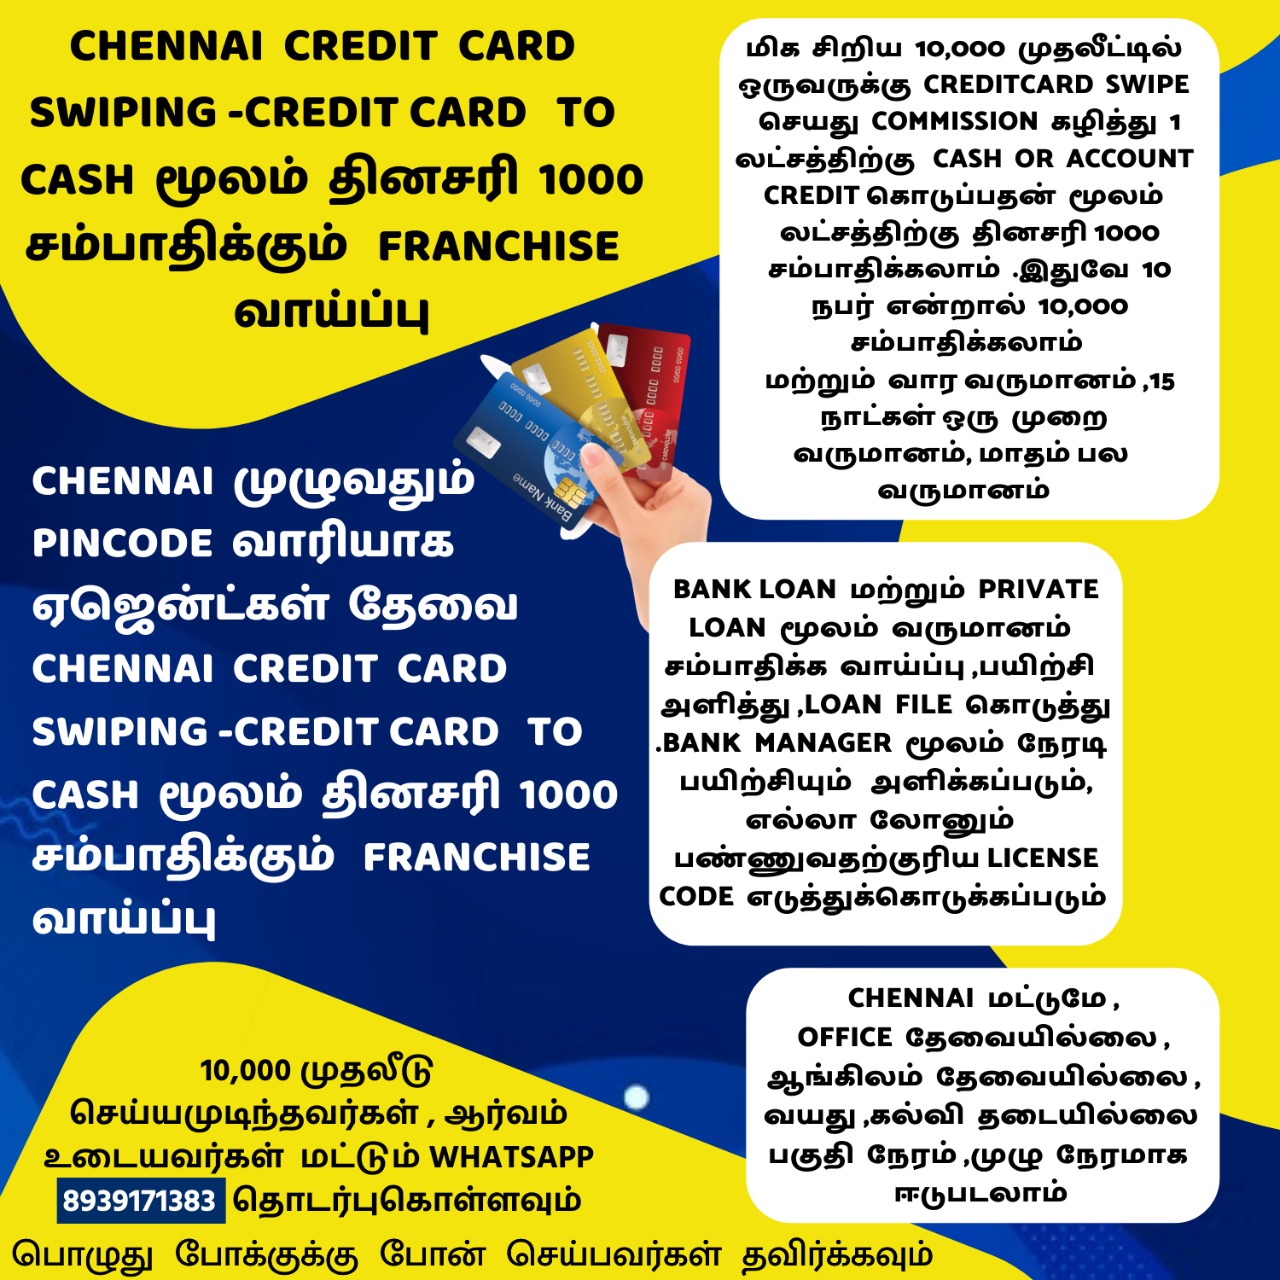 CHENNAI CREDIT CARD
SWIPING -CREDIT CARD TO
CASH மூலம் தினசரி 1000
சம்பாதிக்கும் FRANCHISE
வாய்ப்பு
மிக சிறிய 10,000 முதலீட்டில்
ஒருவருக்கு CREDITCARD SWIPE
செயது COMMISSION கழித்து 1
லட்சத்திற்கு CASH OR ACCOUNT
CREDIT கொடுப்பதன் மூலம்
லட்சத்திற்கு தினசரி 1000
சம்பாதிக்கலாம் .இதுவே 10
நபர் என்றால் 10,000
சம்பாதிக்கலாம்
மற்றும் வார வருமானம் ,15
நாட்கள் ஒரு முறை
வருமானம், மாதம் பல
வருமானம்
Bank Name
CHENNAI முழுவதும்
PINCODE வாரியாக
ஏஜென்ட்கள் தேவை
CHENNAI CREDIT CARD
SWIPING -CREDIT CARD TO
CASH மூலம் தினசரி 1000
சம்பாதிக்கும் FRANCHISE
வாய்ப்பு
BANK LOAN மற்றும் PRIVATE
LOAN மூலம் வருமானம்
சம்பாதிக்க வாய்ப்பு ,பயிற்சி
அளித்து ,LOAN FILE கொடுத்து
.BANK MANAGER மூலம் நேரடி
பயிற்சியும் அளிக்கப்படும்,
எல்லா லோனும்
பண்ணுவதற்குரிய LICENSE
CODE எடுத்துக்கொடுக்கப்படும்
CHENNAI மட்டுமே ,
OFFICE தேவையில்லை ,
ஆங்கிலம் தேவையில்லை ,
வயது ,கல்வி தடையில்லை
பகுதி நேரம் ,முழு நேரமாக
ஈடுபடலாம்
10,000 முதலீடு
செய்யமுடிந்தவர்கள் , ஆர்வம்
உடையவர்கள் மட்டும் WHATSAPP
8939171383 தொடர்புகொள்ளவும்
பொழுது போக்குக்கு போன் செய்பவர்கள் தவிர்க்கவும்